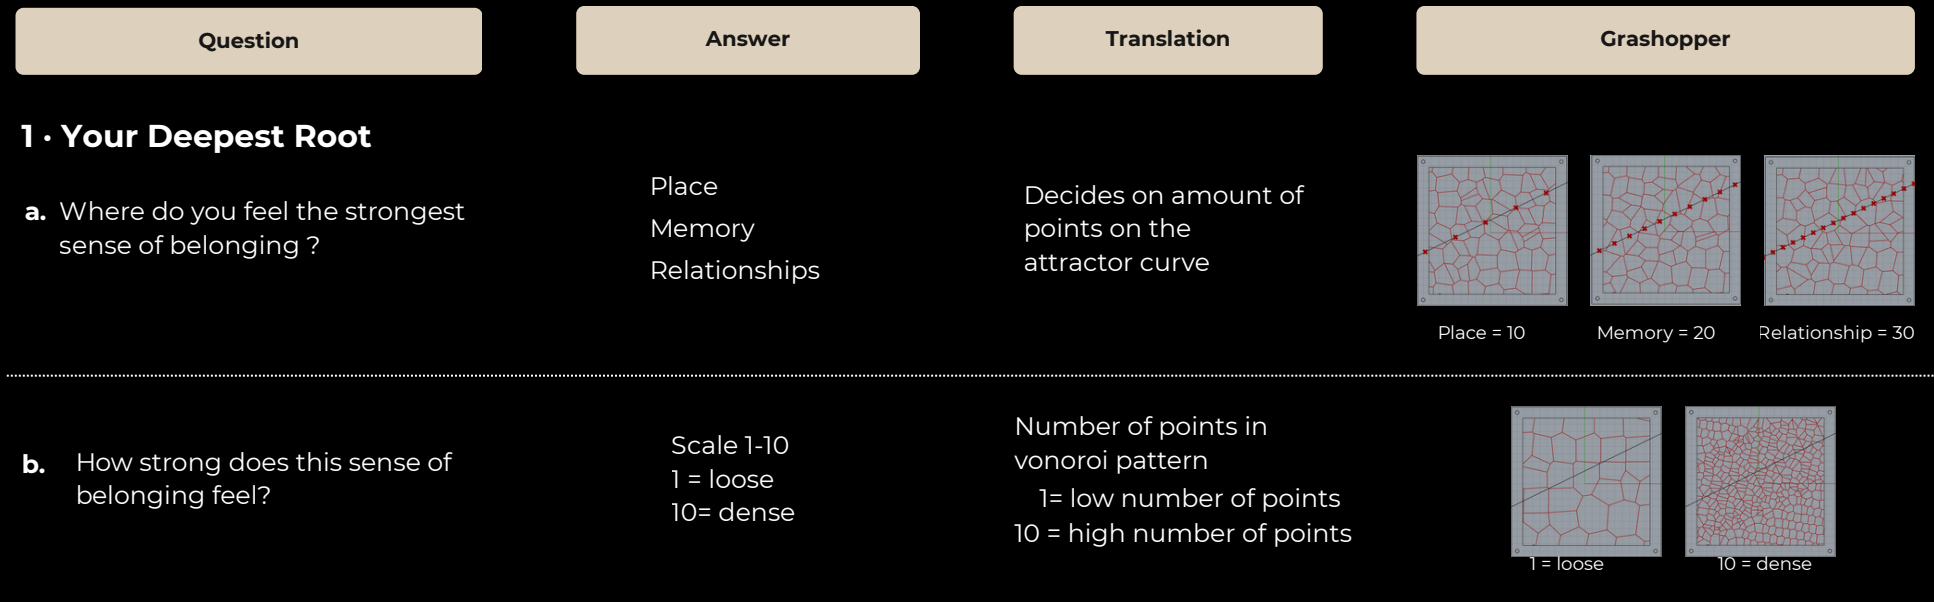 Question
Answer
Translation
Grashopper
1 · Your Deepest Root
a. Where do you feel the strongest
sense of belonging ?
Place
Memory
Relationships
Decides on amount of
points on the
attractor curve
Place = 10
Memory = 20
Relationship = 30
b. How strong does this sense of
belonging feel?
Scale 1-10
1 = loose
10= dense
Number of points in
vonoroi pattern
1= low number of points
10 = high number of points
1 = loose
10 = dense